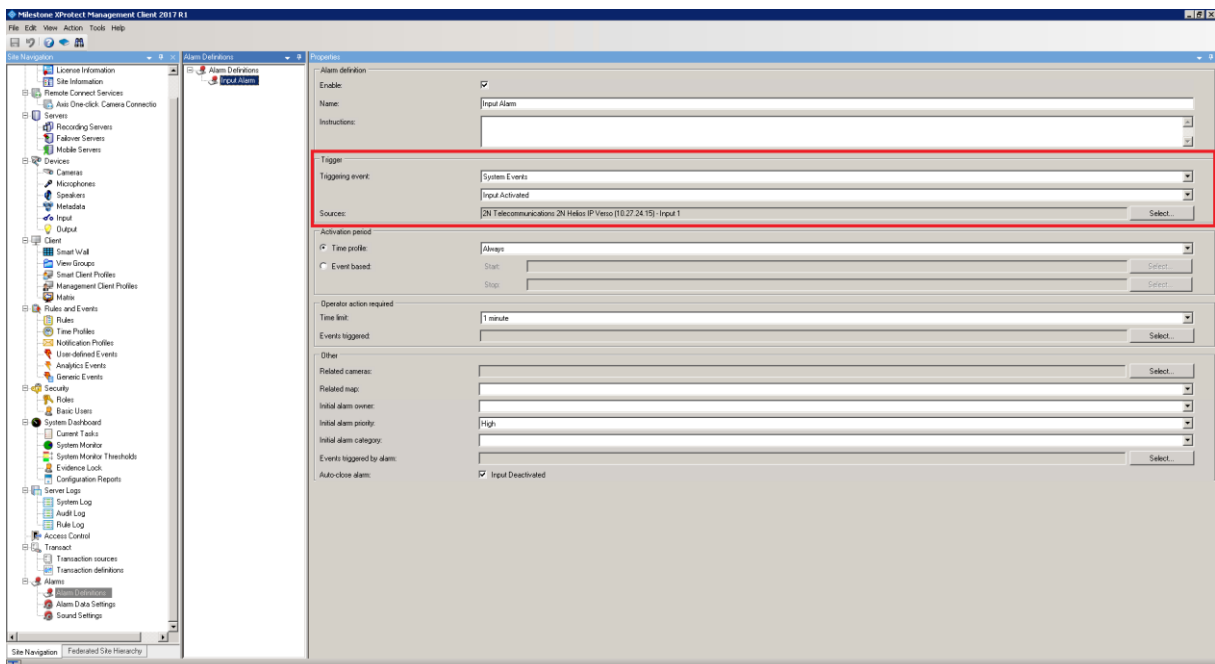 Milestone XProtect Management Client 2017 R1
File Edit View Action Tools Help
Site Navigation
License Information
Site Information
Remote Connect Services
Axis One-click Camera Connectio
Servers
Recording Servers
Failover Servers
Mobile Servers
Devices
Cameras
Microphones
Speakers
Metadata
Input
Output
Client
Smart Wall
View Groups
Smart Client Profiles
Management Client Profiles
Matrix
Rules and Events
Rules
Time Profiles
Notification Profiles
User-defined Events
Analytics Events
Generic Events
Security
Roles
Basic Users
System Dashboard
Current Tasks
System Monitor
System Monitor Thresholds
Evidence Lock
Configuration Reports
Server Logs
System Log
Audit Log
Rule Log
Access Control
Transact
Transaction sources
Transaction definitions
Alarms
Alarm Definitions
Alarm Data Settings
Sound Settings
Site Navigation Federated Site Hierarchy
Alarm Definitions
Alarm Definitions
Input Alarm
Properties
Alarm definition
Enable:
Name: Input Alarm
Instructions:
Trigger
Triggering event: System Events
Input Activated
Sources: 2N Telecommunications 2N Helios IP Verso (10.27.24.15) - Input 1 Select...
Activation period
Time profile: Always
Event based: Start: Select...
Stop: Select...
Operator action required
Time limit: 1 minute
Events triggered: Select...
Other
Related cameras: Select...
Related map:
Initial alarm owner:
Initial alarm priority: High
Initial alarm category:
Events triggered by alarm: Select...
Auto-close alarm: Input Deactivated